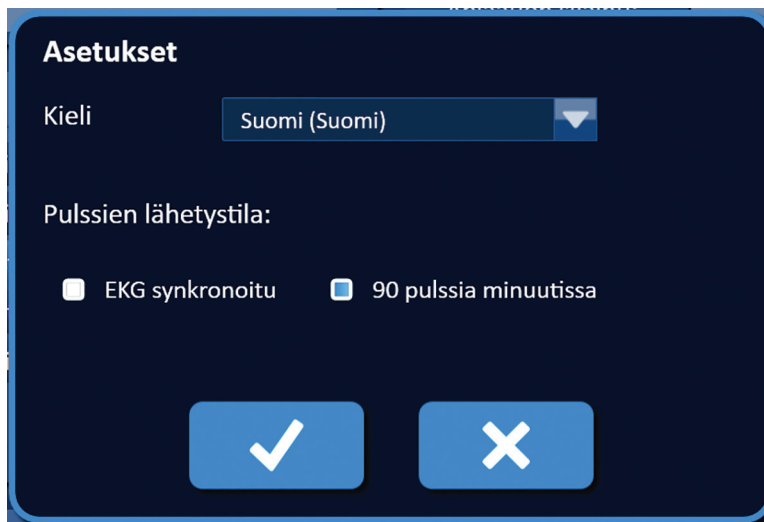 Asetukset
Kieli
Suomi (Suomi)
Pulssien lähetystila:
EKG synkronoitu
90 pulssia minuutissa